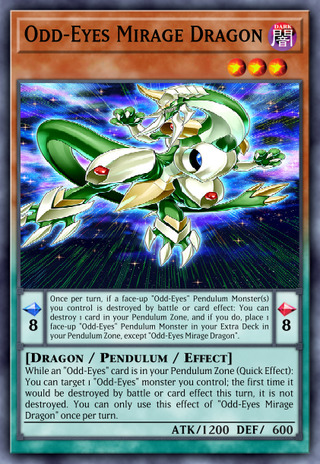 Odd-Eyes Mirage Dragon
DARK
闇
Once per turn, if a face-up "Odd-Eyes" Pendulum Monster(s)
you control is destroyed by battle or card effect: You can
destroy 1 card in your Pendulum Zone, and if you do, place 1
face-up "Odd-Eyes" Pendulum Monster in your Extra Deck in
your Pendulum Zone, except "Odd-Eyes Mirage Dragon".
8
8
[Dragon / Pendulum / Effect]
While an "Odd-Eyes" card is in your Pendulum Zone (Quick Effect):
You can target 1 "Odd-Eyes" monster you control; the first time it
would be destroyed by battle or card effect this turn, it is not
destroyed. You can only use this effect of "Odd-Eyes Mirage
Dragon" once per turn.
ATK/1200 DEF/ 600